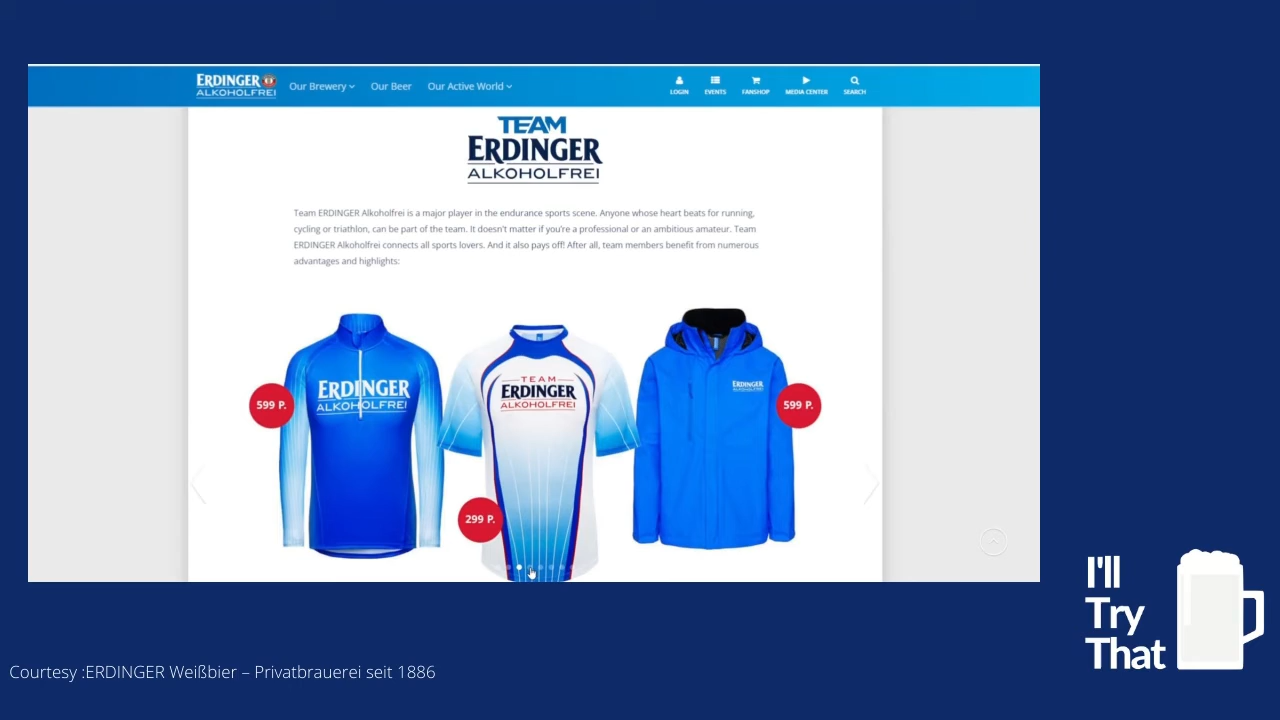 ERDINGER
ALKOHOLFREI
Our Brewery
Our Beer
Our Active World
LOGIN
EVENTS
FANSHOP
MEDIA CENTER
SEARCH
TEAM
ERDINGER
ALKOHOLFREI
Team ERDINGER Alkoholfrei is a major player in the endurance sports scene. Anyone whose heart beats for running,
cycling or triathlon, can be part of the team. It doesn't matter if you're a professional or an ambitious amateur. Team
ERDINGER Alkoholfrei connects all sports lovers. And it also pays off! After all, team members benefit from numerous
advantages and highlights:
ERDINGER
ALKOHOLFREI
599 P.
TEAM
ERDINGER
ALKOHOLFREI
299 P.
ERDINGER
ALKOHOLFREI
599 P.
I'll
Try
That
Courtesy :ERDINGER Weißbier – Privatbrauerei seit 1886